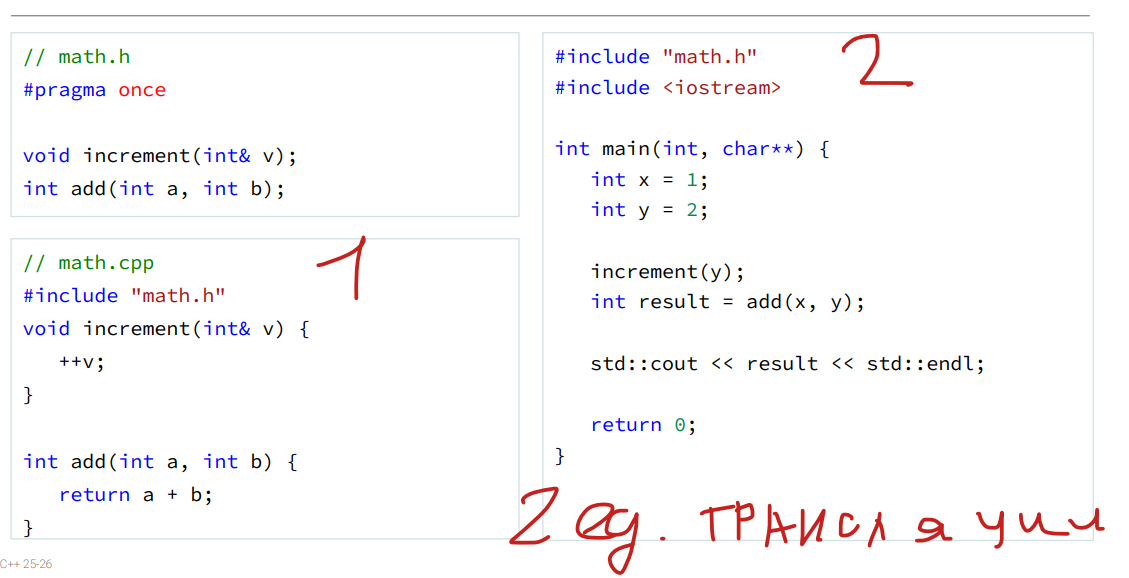 // math.h
#pragma once
void increment(int& v);
int add(int a, int b);
// math.cpp
1
#include "math.h"
void increment(int& v) {
++v;
}
int add(int a, int b) {
return a + b;
}
#include "math.h"
2
#include <iostream>
int main(int, char**) {
int x = 1;
int y = 2;
increment(y);
int result = add(x, y);
std::cout << result << std::endl;
return 0;
}
2 ед. трансляции
C++ 25-26